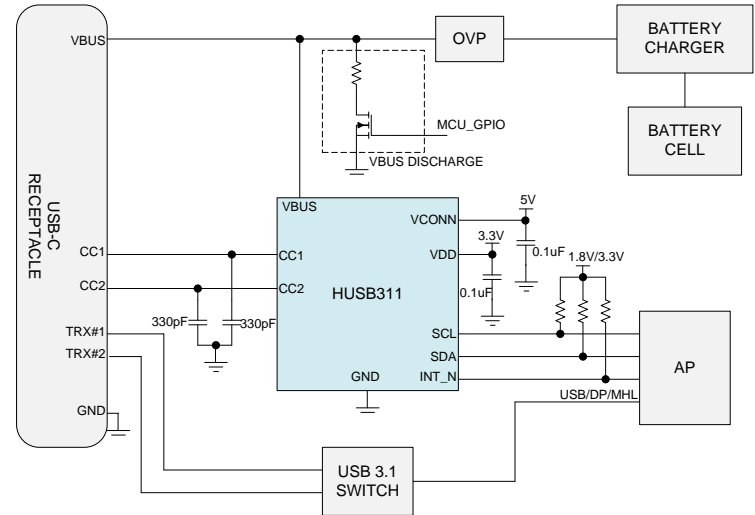 VBUS
OVP
BATTERY
CHARGER
MCU_GPIO
BATTERY
CELL
VBUS DISCHARGE
USB-C
RECEPTACLE
VBUS
5V
VCONN
3.3V
0.1uF
1.8V/3.3V
CC1
CC1
VDD
CC2
CC2
HUSB311
0.1uF
330pF
330pF
TRX#1
SCL
TRX#2
SDA
AP
GND
INT_N
USB/DP/MHL
GND
USB 3.1
SWITCH